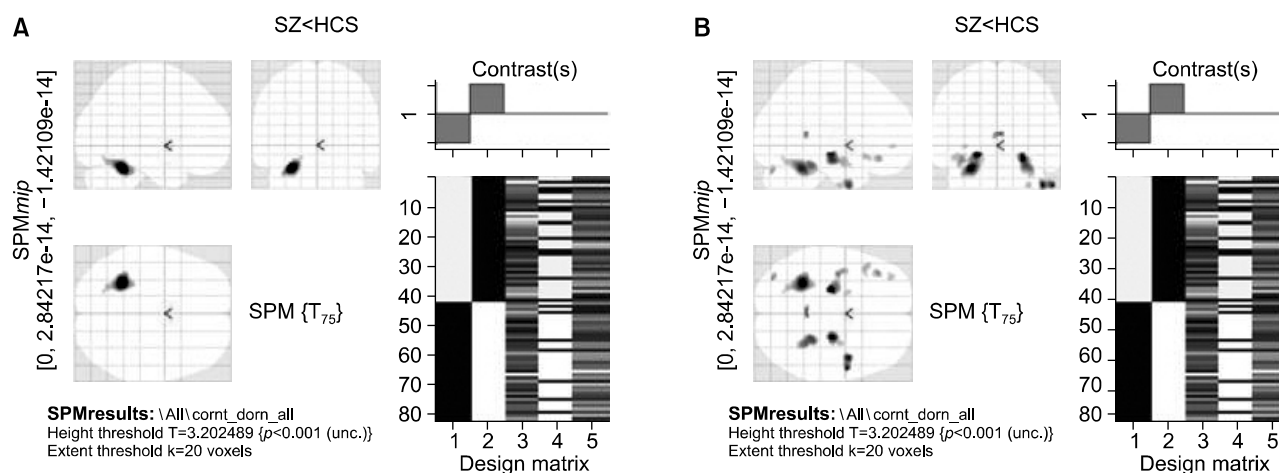 A
SZ<HCS
SPMmip
[0, 2.84217e-14, −1.42109e-14]
<
<
<
SPM {T75}
Contrast(s)
1
10
20
30
40
50
60
70
80
1 2 3 4 5
Design matrix
SPMresults: \All\cornt_dorn_all
Height threshold T=3.202489 {p<0.001 (unc.)}
Extent threshold k=20 voxels
B
SZ<HCS
SPMmip
[0, 2.84217e-14, −1.42109e-14]
<
<
<
SPM {T75}
Contrast(s)
1
10
20
30
40
50
60
70
80
1 2 3 4 5
Design matrix
SPMresults: \All\cornt_dorn_all
Height threshold T=3.202489 {p<0.001 (unc.)}
Extent threshold k=20 voxels